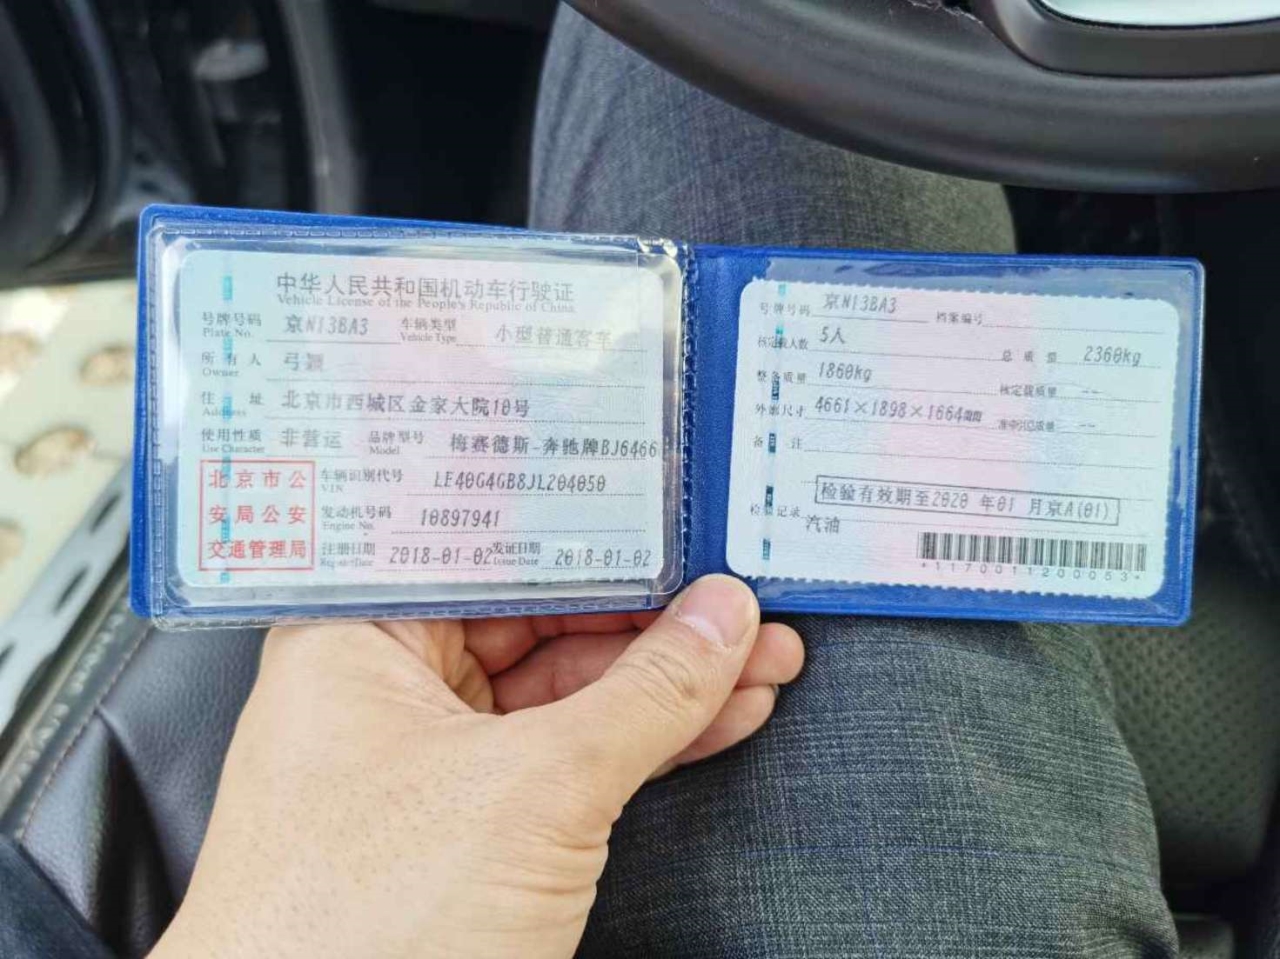 中华人民共和国机动车行驶证
Vehicle License of the People's Republic of China
号牌号码 京N13BA3 车辆类型 小型普通客车
Plate No. Vehicle Type
所有人 弓颖
Owner
住址 北京市西城区金家大院10号
Address
使用性质 非营运 品牌型号 梅赛德斯-奔驰牌BJ6466
Use Character Model
北京市公
安局公安
交通管理局
车辆识别代号 LE40G4GB8JL204050
V I N
发动机号码 10897941
Engine No.
注册日期 2018-01-02 发证日期 2018-01-02
Register Date Issue Date
号牌号码 京N13BA3 档案编号
核定载人数 5人 总质量 2360kg
整备质量 1860kg 核定载质量 --
外廓尺寸 4661×1898×1664mm 准牵引总质量 --
备注
检验有效期至2020 年01 月京A(01)
检验记录 汽油
*1170011200053*